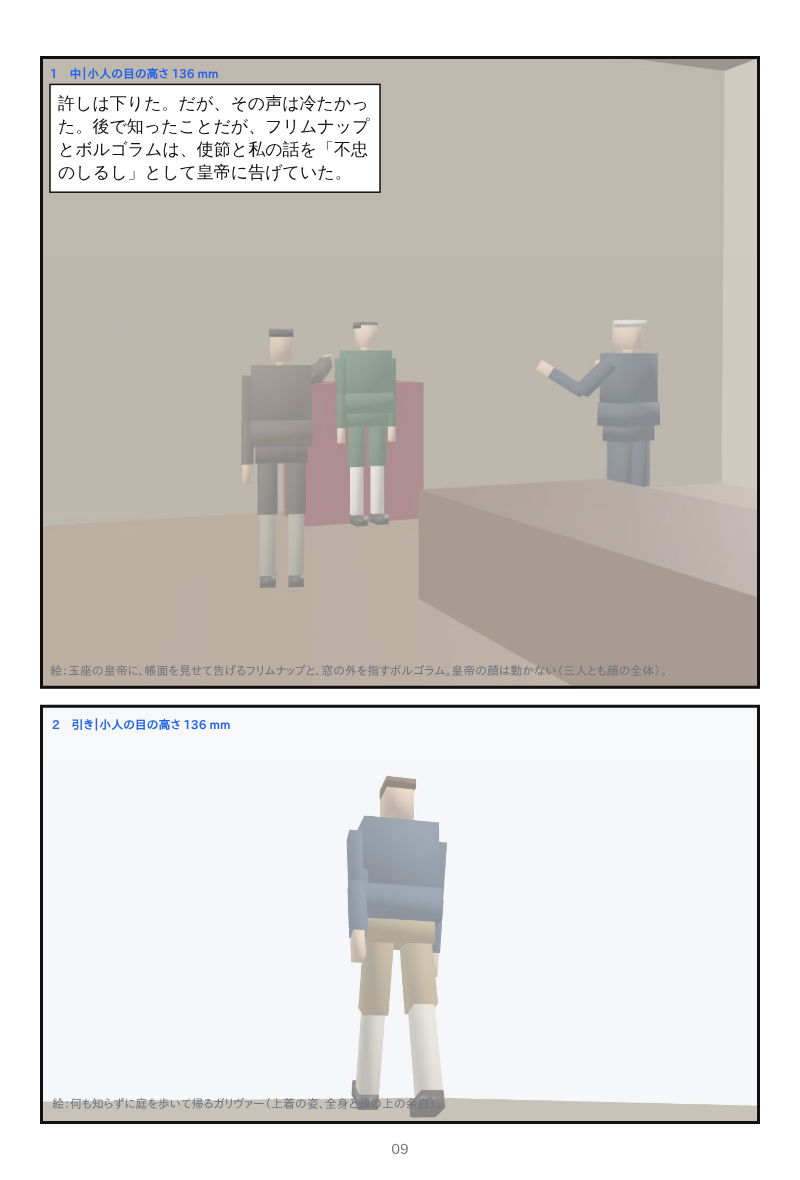 1 中|小人の目の高さ 136 mm
許しは下りた。だが、その声は冷たかっ
た。後で知ったことだが、フリムナップ
とボルゴラムは、使節と私の話を「不忠
のしるし」として皇帝に告げていた。
絵：玉座の皇帝に、帳面を見せて告げるフリムナップと、窓の外を指すボルゴラム。皇帝の顔は動かない（三人とも顔の全体）。
2 引き|小人の目の高さ 136 mm
絵：何も知らずに庭を歩いて帰るガリヴァー（上着の姿、全身と頭の上の余白）。
09